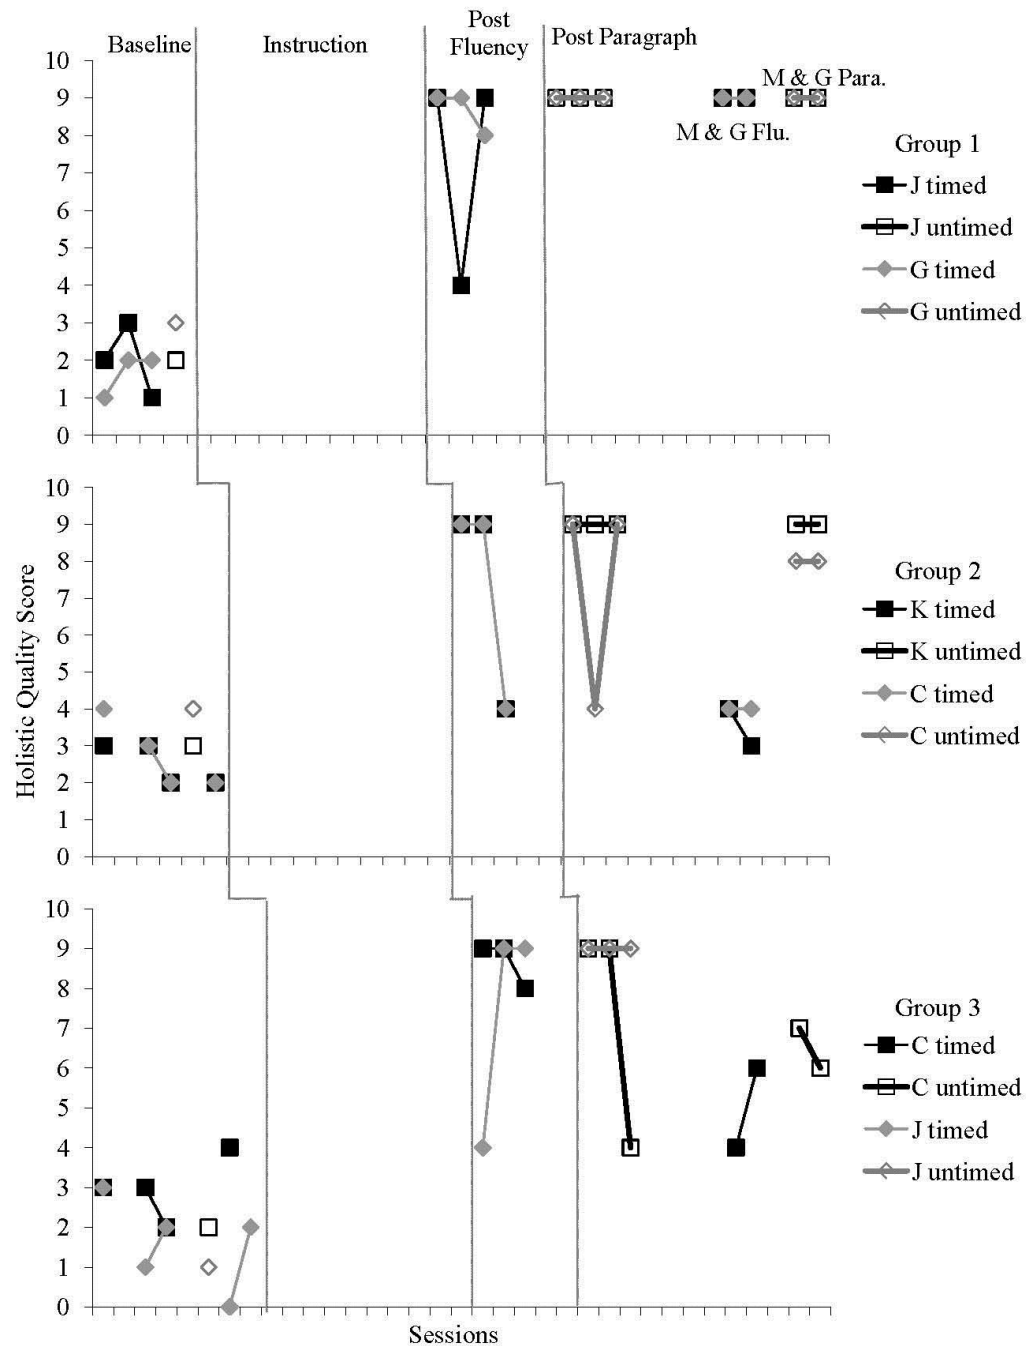 Baseline
Instruction
Post
Fluency
Post Paragraph
10
9
8
7
6
5
4
3
2
1
0
M & G Para.
M & G Flu.
Group 1
J timed
J untimed
G timed
G untimed
Holistic Quality Score
10
9
8
7
6
5
4
3
2
1
0
Group 2
K timed
K untimed
C timed
C untimed
10
9
8
7
6
5
4
3
2
1
0
Group 3
C timed
C untimed
J timed
J untimed
Sessions